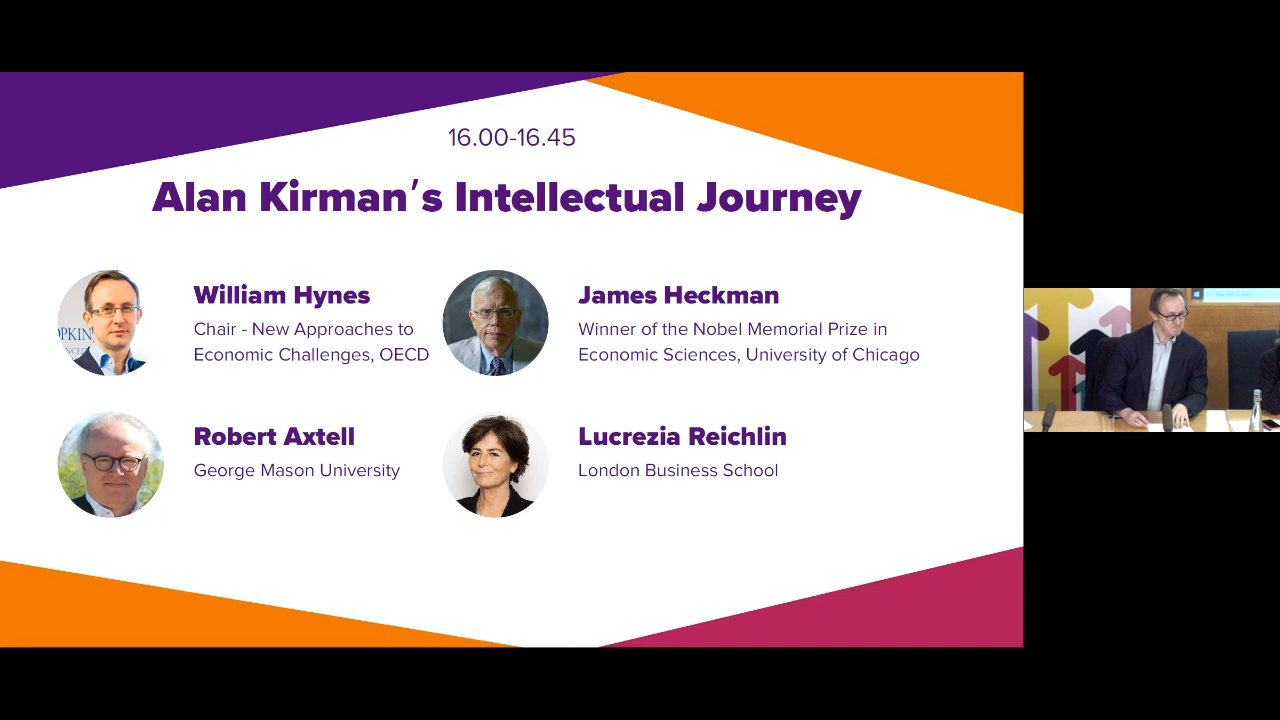 16.00-16.45
Alan Kirman′s Intellectual Journey
William Hynes
Chair - New Approaches to
Economic Challenges, OECD
James Heckman
Winner of the Nobel Memorial Prize in
Economic Sciences, University of Chicago
Robert Axtell
George Mason University
Lucrezia Reichlin
London Business School